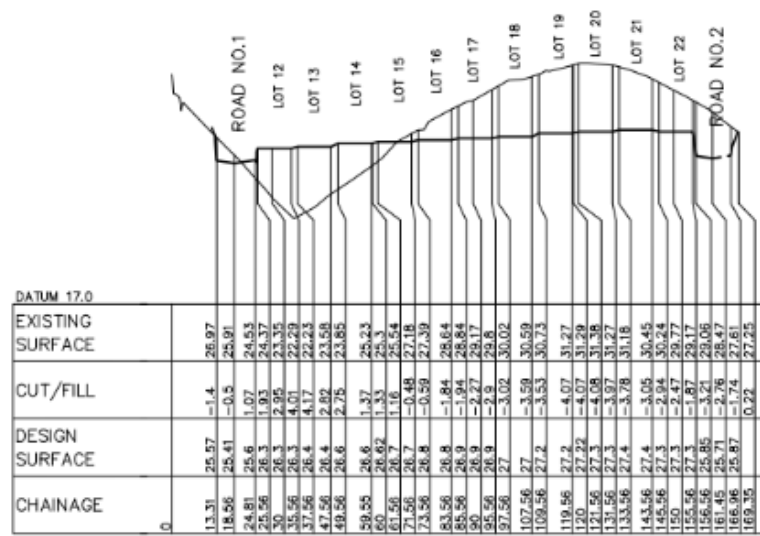 ROAD NO.1
LOT 12
LOT 13
LOT 14
LOT 15
LOT 16
LOT 17
LOT 18
LOT 19
LOT 20
LOT 21
LOT 22
ROAD NO.2
DATUM 17.0
EXISTING
SURFACE
26.97 25.91 24.53 24.37 23.35 22.29 22.23 23.58 23.85 25.23 25.3 25.54 27.18 27.39 28.64 28.84 29.17 29.8 30.02 30.59 30.73 31.27 31.29 31.38 31.27 31.18 30.45 30.24 29.77 29.17 29.06 28.47 27.61 27.25
CUT/FILL
-1.4 -0.5 1.07 1.93 2.95 4.01 4.17 2.82 2.75 1.37 1.33 1.16 -0.48 -0.59 -1.84 -1.94 -2.27 -2.9 -3.02 -3.59 -3.53 -4.07 -4.07 -4.08 -3.97 -3.78 -3.05 -2.94 -2.47 -1.87 -3.21 -2.76 -1.74 0.22
DESIGN
SURFACE
25.57 25.41 25.6 26.3 26.3 26.3 26.4 26.4 26.6 26.6 26.62 26.7 26.7 26.8 26.8 26.9 26.9 26.9 27 27 27.2 27.2 27.22 27.3 27.3 27.4 27.4 27.3 27.3 27.3 25.85 25.71 25.87
CHAINAGE
0 13.31 18.56 24.81 25.56 30 35.56 37.56 47.56 49.56 59.55 60 61.56 71.56 73.56 83.56 85.56 90 95.56 97.56 107.56 109.56 119.56 120 121.56 131.56 133.56 143.56 145.56 150 155.56 156.56 161.45 166.96 169.35